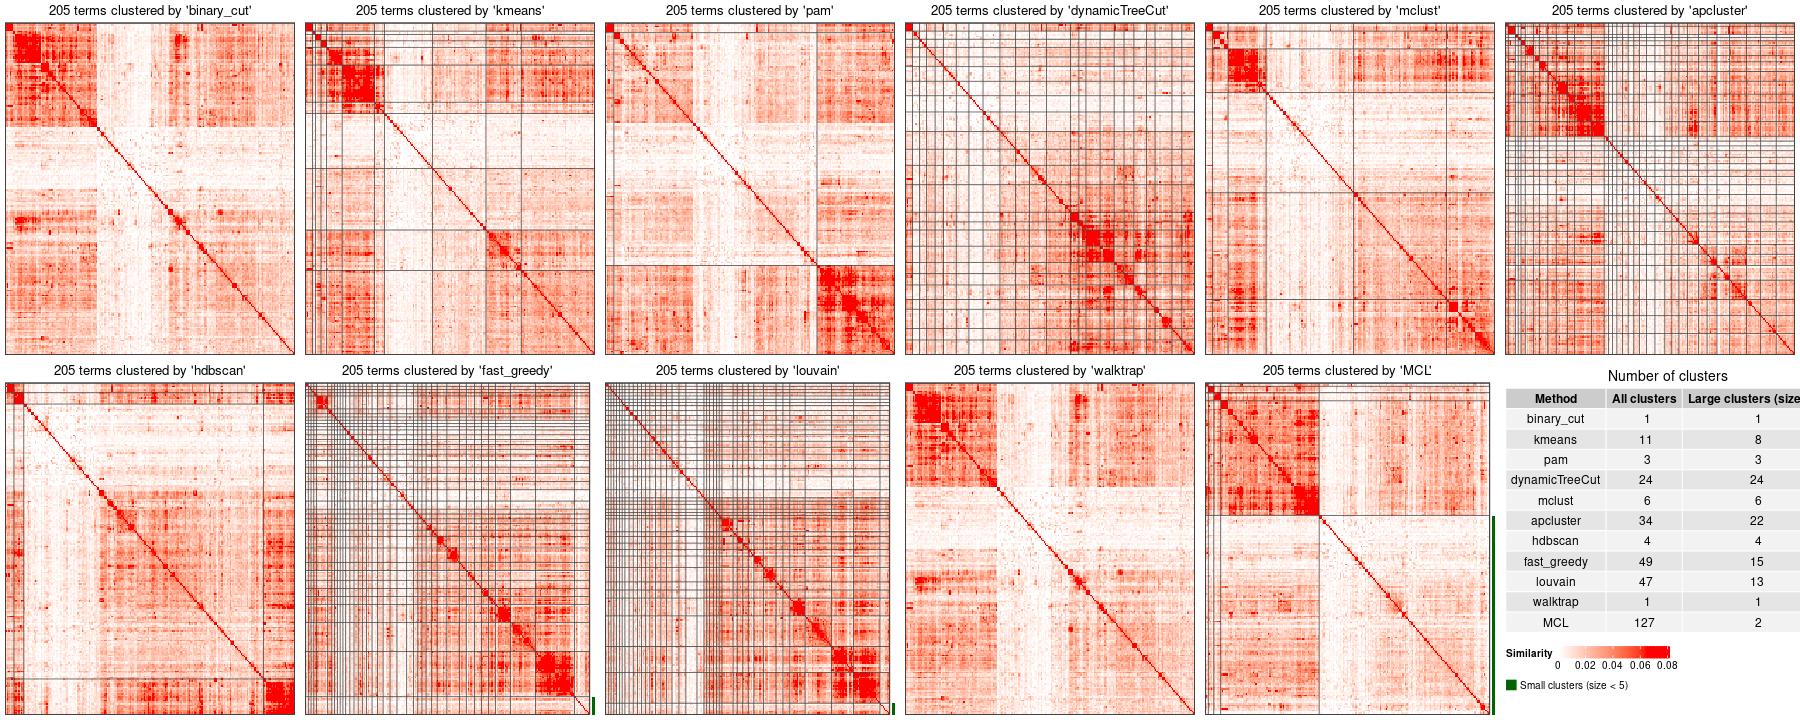 205 terms clustered by 'binary_cut'
205 terms clustered by 'kmeans'
205 terms clustered by 'pam'
205 terms clustered by 'dynamicTreeCut'
205 terms clustered by 'mclust'
205 terms clustered by 'apcluster'
205 terms clustered by 'hdbscan'
205 terms clustered by 'fast_greedy'
205 terms clustered by 'louvain'
205 terms clustered by 'walktrap'
205 terms clustered by 'MCL'
Number of clusters
Method All clusters Large clusters (size
binary_cut 1 1
kmeans 11 8
pam 3 3
dynamicTreeCut 24 24
mclust 6 6
apcluster 34 22
hdbscan 4 4
fast_greedy 49 15
louvain 47 13
walktrap 1 1
MCL 127 2
Similarity
0 0.02 0.04 0.06 0.08
Small clusters (size < 5)